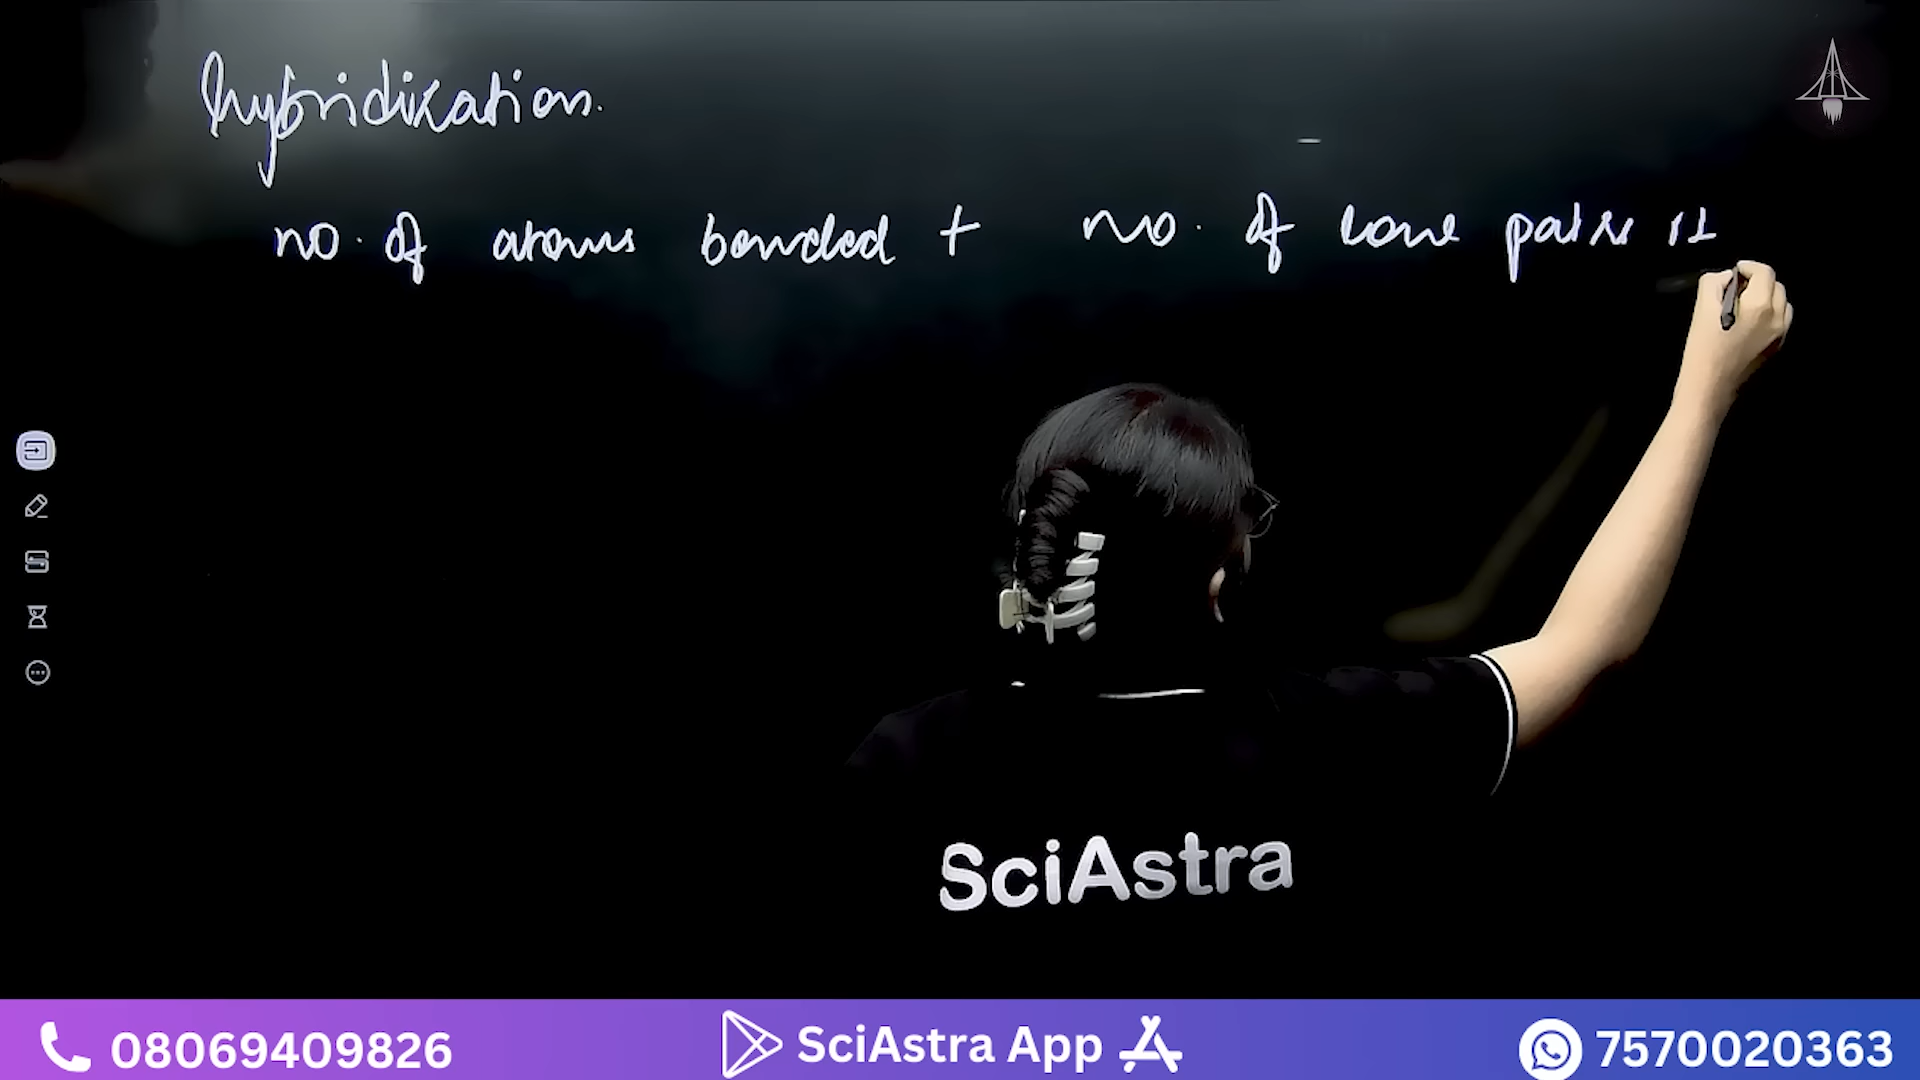 hybridization.
no. of atoms bonded + no. of lone pairs
SciAstra
08069409826 SciAstra App 7570020363